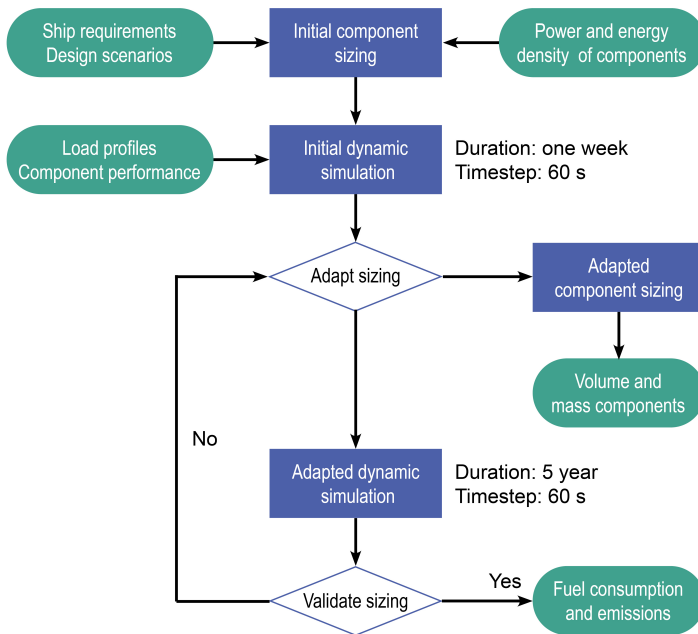 Ship requirements
Design scenarios
Initial component
sizing
Power and energy
density of components
Load profiles
Component performance
Initial dynamic
simulation
Duration: one week
Timestep: 60 s
Adapt sizing
Adapted
component sizing
Volume and
mass components
No
Adapted dynamic
simulation
Duration: 5 year
Timestep: 60 s
Validate sizing
Yes
Fuel consumption
and emissions